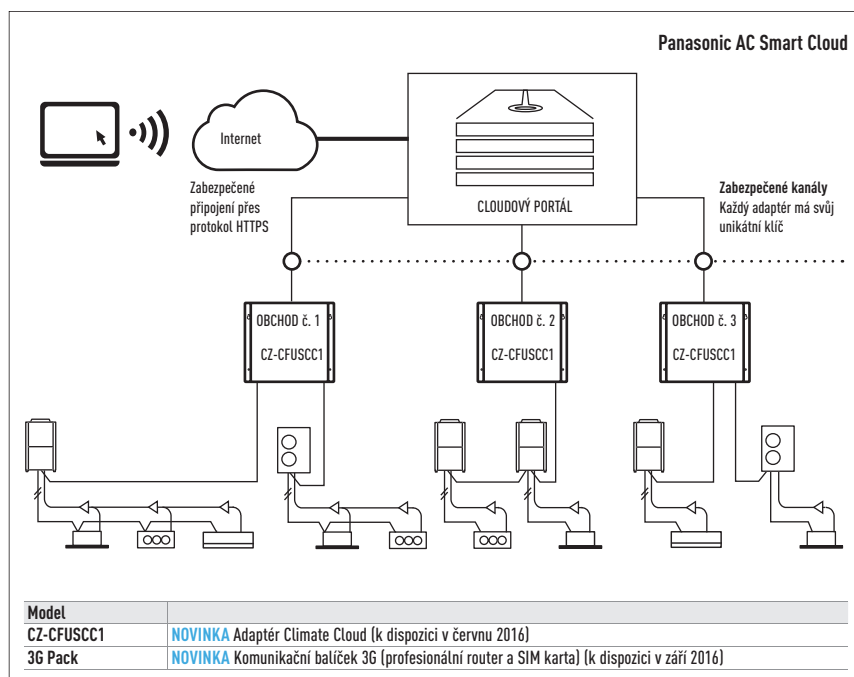 Panasonic AC Smart Cloud
Internet
Zabezpečené
připojení přes
protokol HTTPS
CLOUDOVÝ PORTÁL
Zabezpečené kanály
Každý adaptér má svůj
unikátní klíč
OBCHOD č. 1
CZ-CFUSCC1
OBCHOD č. 2
CZ-CFUSCC1
OBCHOD č. 3
CZ-CFUSCC1
Model
CZ-CFUSCC1 NOVINKA Adaptér Climate Cloud (k dispozici v červnu 2016)
3G Pack NOVINKA Komunikační balíček 3G (profesionální router a SIM karta) (k dispozici v září 2016)